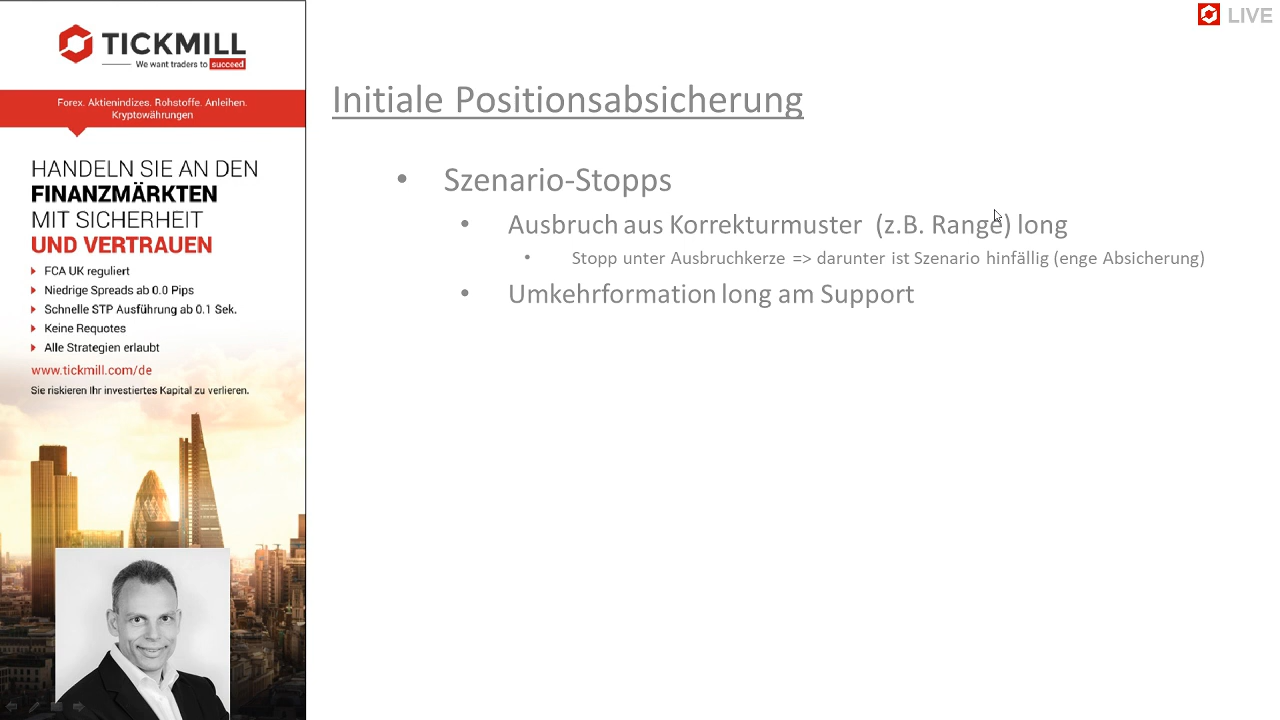 TICKMILL
We want traders to succeed
Forex. Aktienindizes. Rohstoffe. Anleihen.
Kryptowährungen
HANDELN SIE AN DEN
FINANZMÄRKTEN
MIT SICHERHEIT
UND VERTRAUEN
FCA UK reguliert
Niedrige Spreads ab 0.0 Pips
Schnelle STP Ausführung ab 0.1 Sek.
Keine Requotes
Alle Strategien erlaubt
www.tickmill.com/de
Sie riskieren Ihr investiertes Kapital zu verlieren.
LIVE
Initiale Positionsabsicherung
• Szenario-Stopps
• Ausbruch aus Korrekturmuster (z.B. Range) long
• Stopp unter Ausbruchkerze => darunter ist Szenario hinfällig (enge Absicherung)
• Umkehrformation long am Support